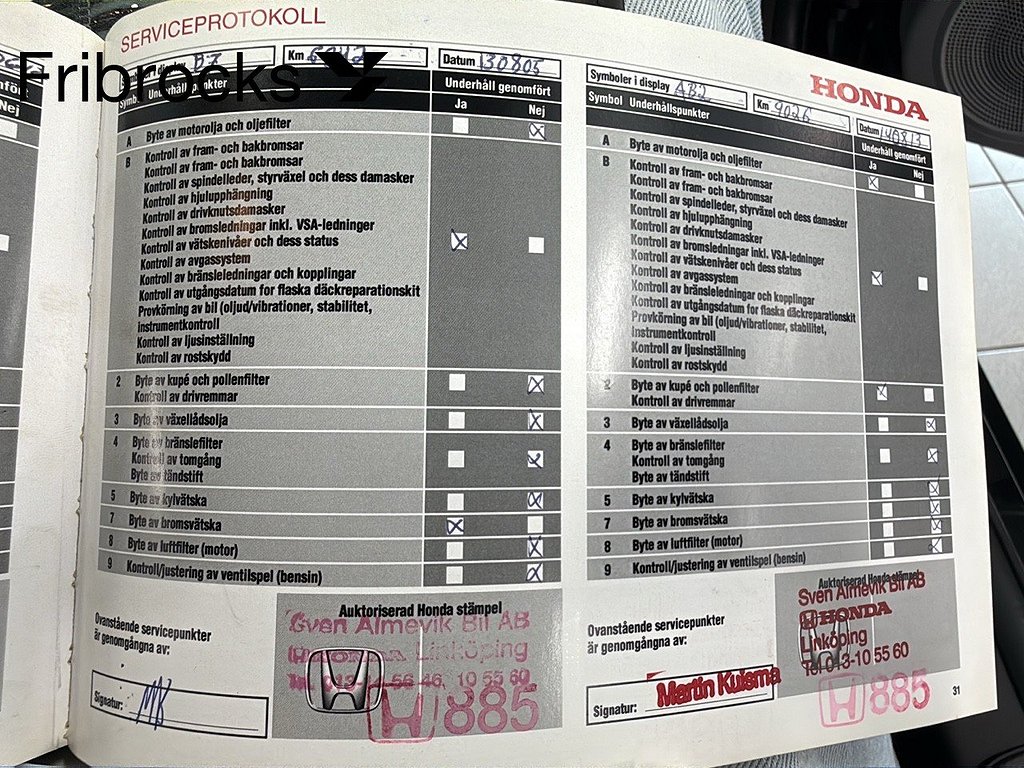 SERVICEPROTOKOLL
Fribrocks
display B7
Km
Datum 130805
Underhåll genomfört
Ja
Nej
A Byte av motorolja och oljefilter
B Kontroll av fram- och bakbromsar
Kontroll av fram- och bakbromsar
Kontroll av spindelleder, styrväxel och dess damasker
Kontroll av hjulupphängning
Kontroll av drivknutsdamasker
Kontroll av bromsledningar inkl. VSA-ledningar
Kontroll av vätskenivåer och dess status
Kontroll av avgassystem
Kontroll av bränsleledningar och kopplingar
Kontroll av utgångsdatum för flaska däckreparationskit
Provkörning av bil (oljud/vibrationer, stabilitet,
instrumentkontroll
Kontroll av ljusinställning
Kontroll av rostskydd
2 Byte av kupé och pollenfilter
Kontroll av drivremmar
3 Byte av växellådsolja
4 Byte av bränslefilter
Kontroll av tomgång
Byte av tändstift
5 Byte av kylvätska
7 Byte av bromsvätska
8 Byte av luftfilter (motor)
9 Kontroll/justering av ventilspel (bensin)
Ovanstående servicepunkter
är genomgångna av:
Signatur:
Auktoriserad Honda stämpel
Sven Almevik Bil AB
HONDA Linköping
10 55 60
885
HONDA
Symboler i display AB2
Km 9026
Datum 140813
Symbol Underhållspunkter
Underhåll genomfört
Ja
Nej
A Byte av motorolja och oljefilter
B Kontroll av fram- och bakbromsar
Kontroll av fram- och bakbromsar
Kontroll av spindelleder, styrväxel och dess damasker
Kontroll av hjulupphängning
Kontroll av drivknutsdamasker
Kontroll av bromsledningar inkl. VSA-ledningar
Kontroll av vätskenivåer och dess status
Kontroll av avgassystem
Kontroll av bränsleledningar och kopplingar
Kontroll av utgångsdatum för flaska däckreparationskit
Provkörning av bil (oljud/vibrationer, stabilitet,
Instrumentkontroll
Kontroll av ljusinställning
Kontroll av rostskydd
2 Byte av kupé och pollenfilter
Kontroll av drivremmar
3 Byte av växellådsolja
4 Byte av bränslefilter
Kontroll av tomgång
Byte av tändstift
5 Byte av kylvätska
7 Byte av bromsvätska
8 Byte av luftfilter (motor)
9 Kontroll/justering av ventilspel (bensin)
Ovanstående servicepunkter
är genomgångna av:
Signatur: Martin Kuisma
Auktoriserad Honda stämpel
Sven Almevik Bil AB
HONDA
Linköping
Tel 013-10 55 60
885
31